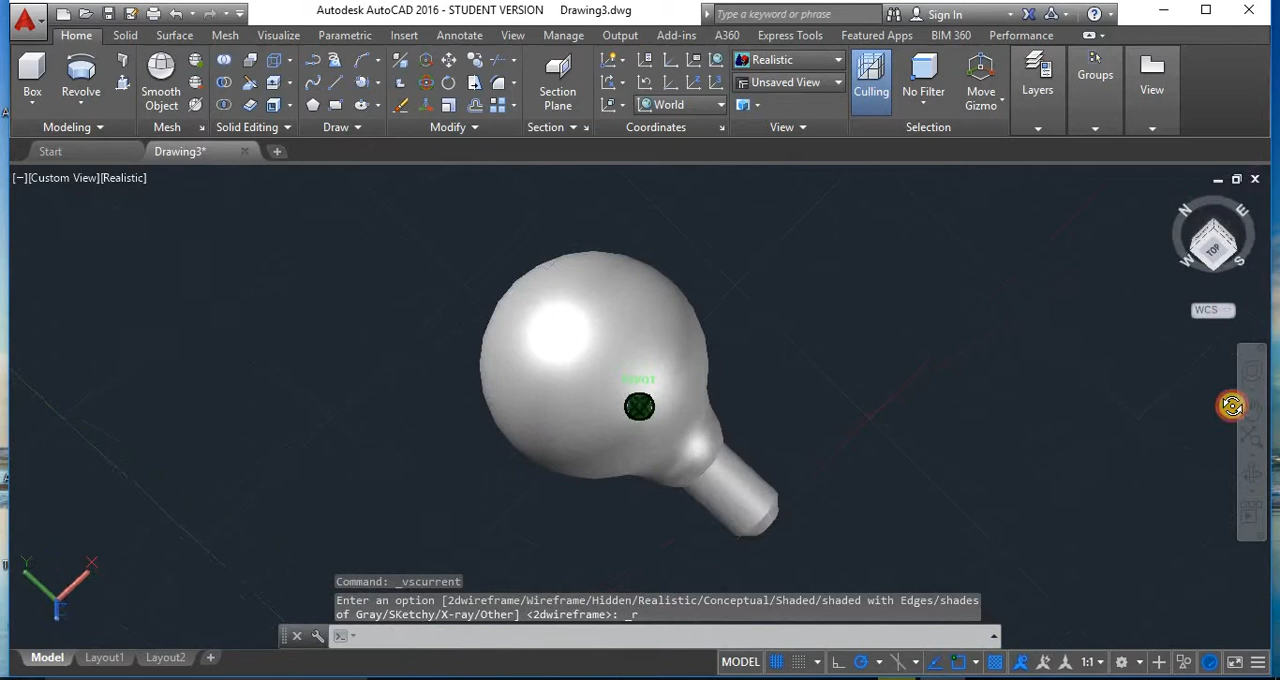 Autodesk AutoCAD 2016 - STUDENT VERSION Drawing3.dwg
Type a keyword or phrase
Sign In
Home Solid Surface Mesh Visualize Parametric Insert Annotate View Manage Output Add-ins A360 Express Tools Featured Apps BIM 360 Performance
Box
Revolve
Smooth Object
Section Plane
Realistic
Unsaved View
World
Culling
No Filter
Move Gizmo
Layers
Groups
View
Modeling
Mesh
Solid Editing
Draw
Modify
Section
Coordinates
View
Selection
Start
Drawing3*
[−][Custom View][Realistic]
N
E
W
S
TOP
WCS
PIVOT
Y
X
Command: _vscurrent
Enter an option [2dwireframe/Wireframe/Hidden/Realistic/Conceptual/Shaded/shaded with Edges/shades
of Gray/SKetchy/X-ray/Other] <2dwireframe>: _r
Model
Layout1
Layout2
MODEL
1:1